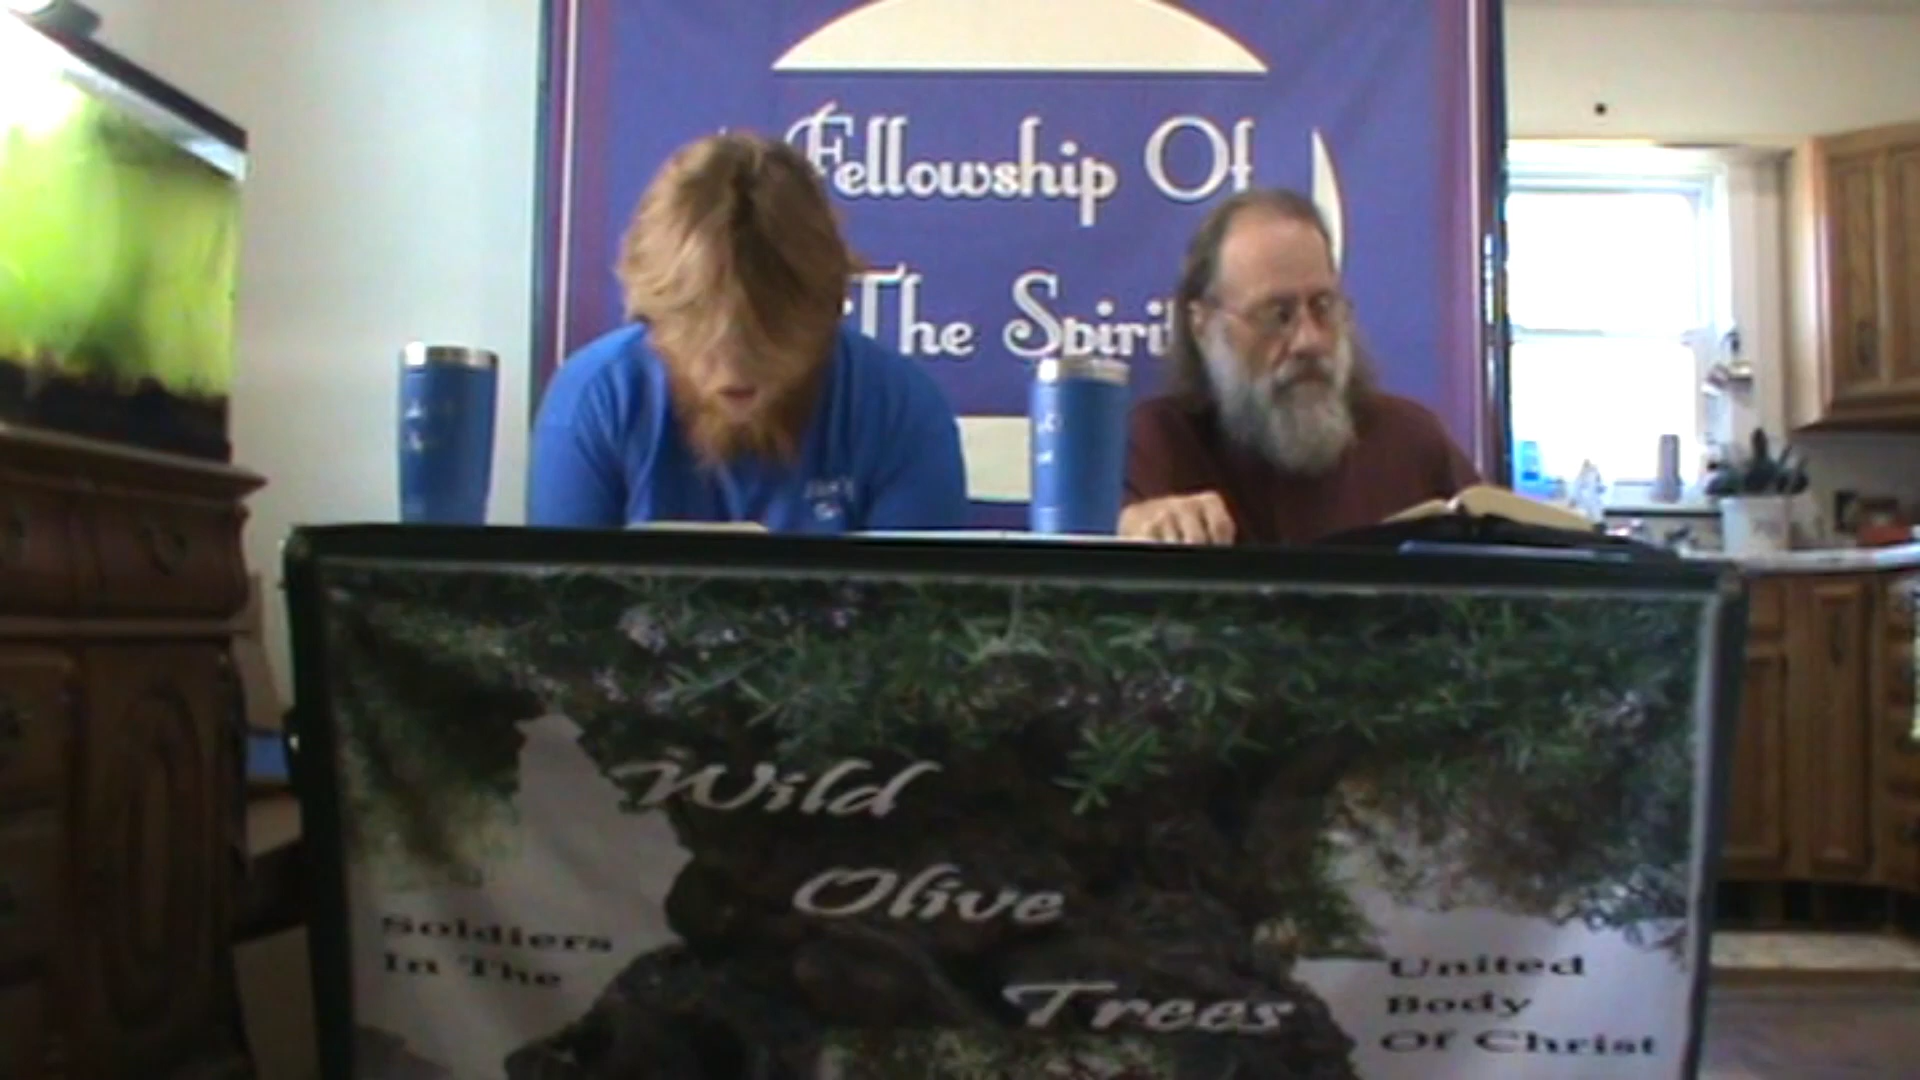 Fellowship Of
The Spirit
Wild
Olive
Trees
Soldiers
In The
United
Body
Of Christ